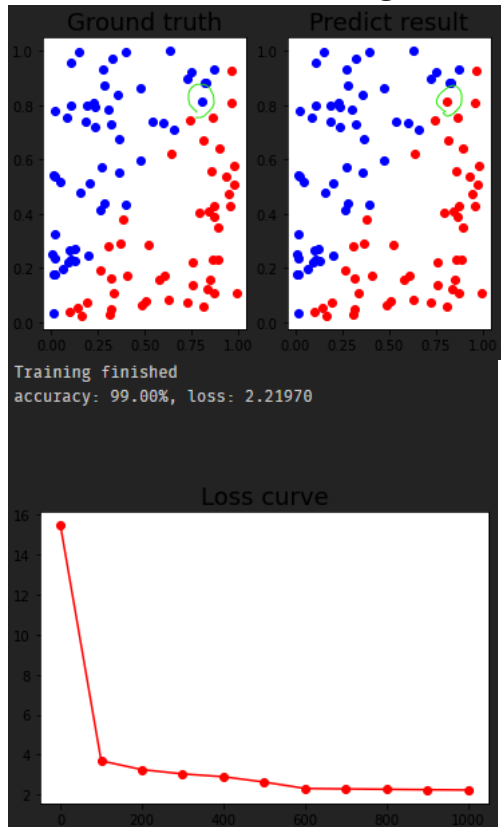 Ground truth Predict result
1.0 1.0
0.8 0.8
0.6 0.6
0.4 0.4
0.2 0.2
0.0 0.0
0.00 0.25 0.50 0.75 1.00 0.00 0.25 0.50 0.75 1.00
Training finished
accuracy: 99.00%, loss: 2.21970
Loss curve
16
14
12
10
8
6
4
2
0 200 400 600 800 1000